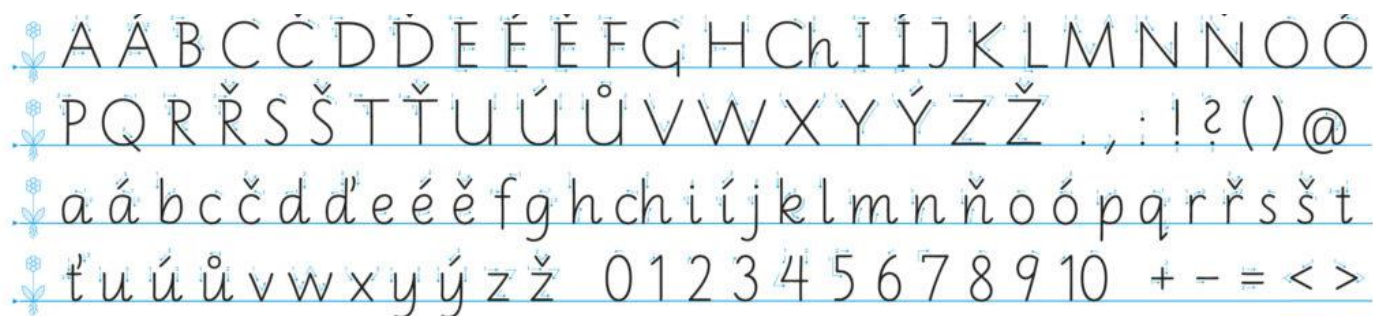 A Á B C Č D Ď E É Ě F G H Ch I Í J K L M N Ň O Ó
P Q R Ř S Š T Ť U Ú Ů V W X Y Ý Z Ž . , : ! ? ( ) @
a á b c č d ď e é ě f g h ch i í j k l m n ň o ó p q r ř s š t
ť u ú ů v w x y ý z ž 0 1 2 3 4 5 6 7 8 9 10 + - = < >